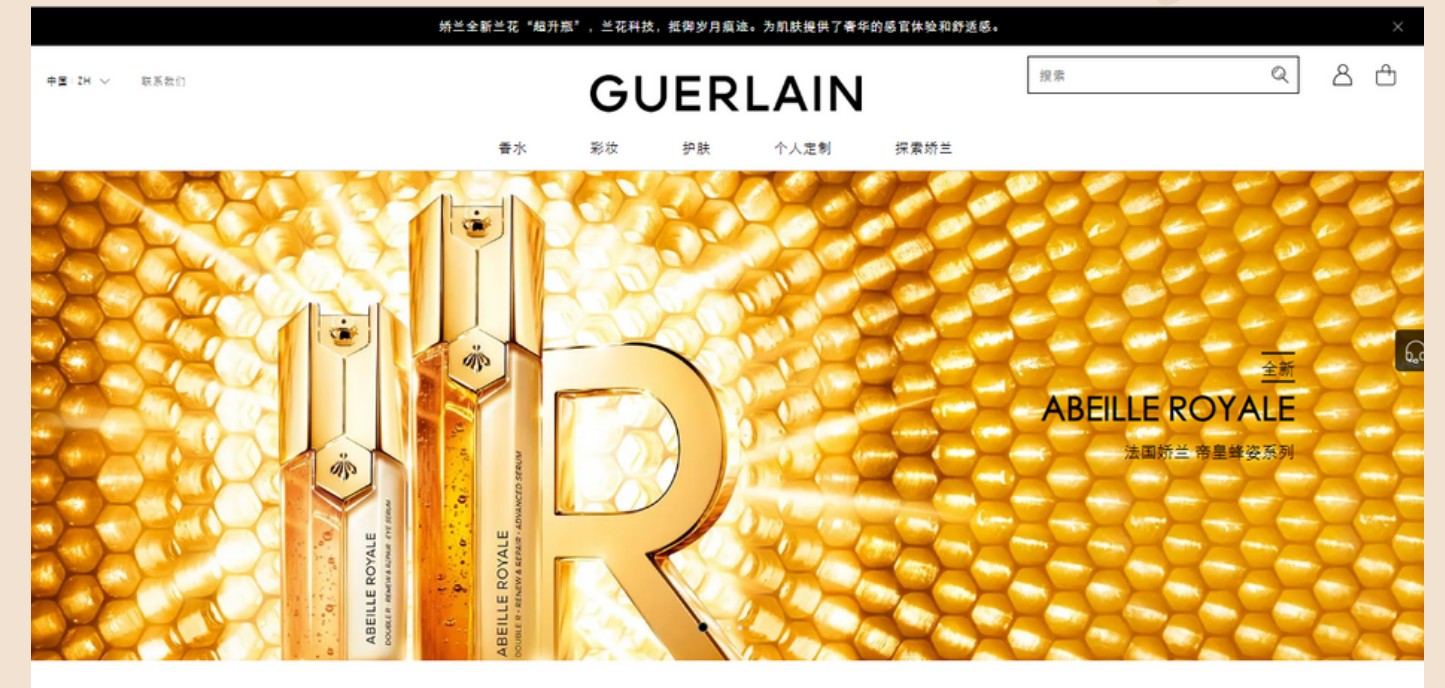 娇兰全新兰花“超升瓶”，兰花科技，抵御岁月痕迹。为肌肤提供了奢华的感官体验和舒适感。
中国 | ZH
联系我们
GUERLAIN
搜索
香水 彩妆 护肤 个人定制 探索娇兰
全新
ABEILLE ROYALE
法国娇兰 帝皇蜂姿系列
ABEILLE ROYALE
DOUBLE R · RENEW & REPAIR · EYE SERUM
ABEILLE ROYALE
DOUBLE R · RENEW & REPAIR · ADVANCED SERUM
R